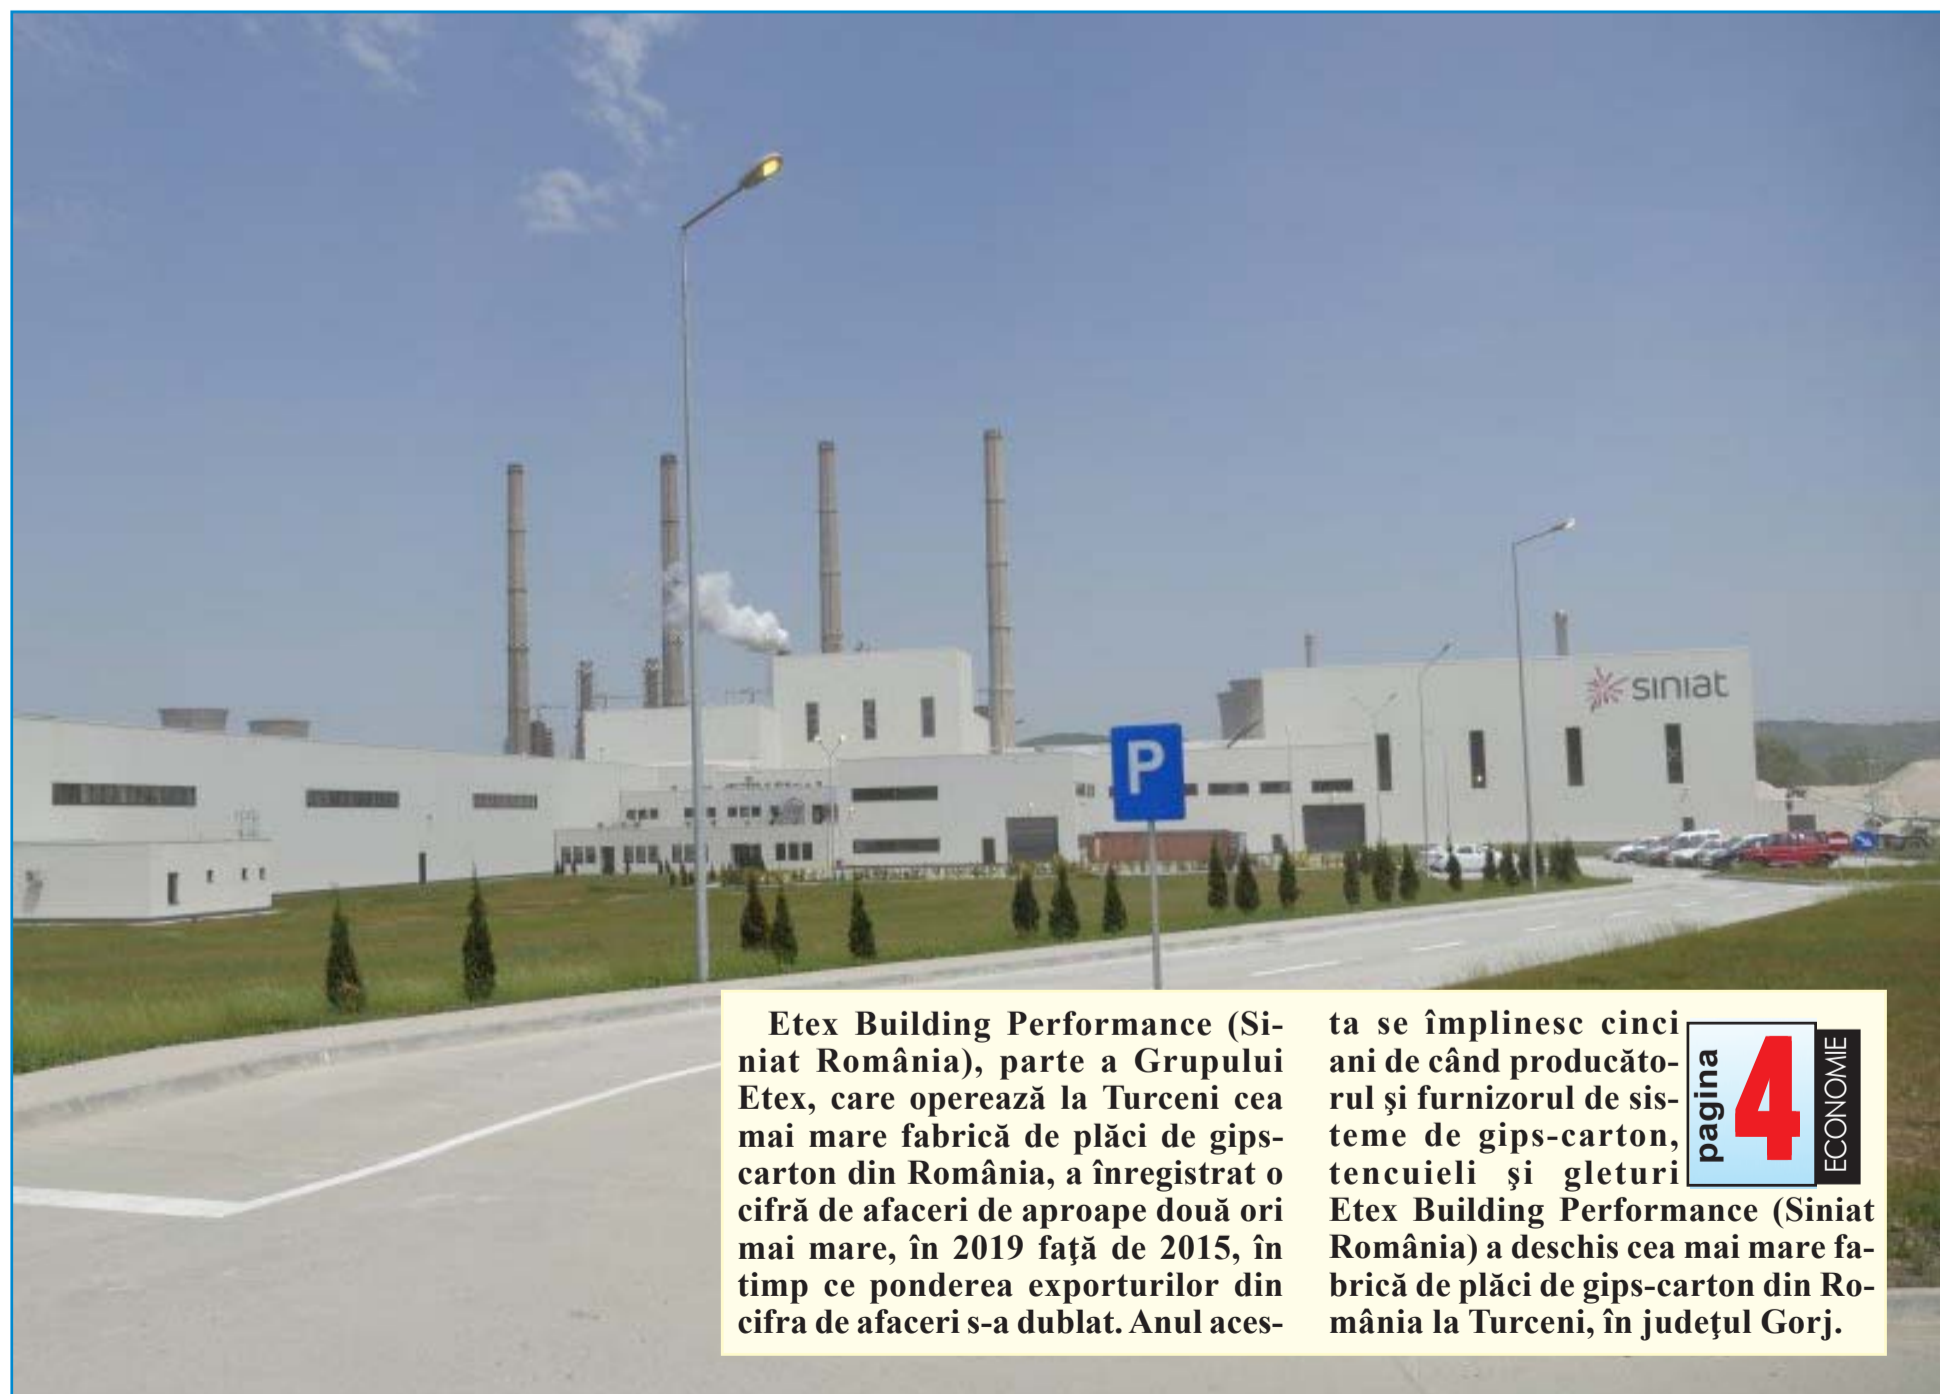 siniat
P
Etex Building Performance (Si-
niat România), parte a Grupului
Etex, care operează la Turceni cea
mai mare fabrică de plăci de gips-
carton din România, a înregistrat o
cifră de afaceri de aproape două ori
mai mare, în 2019 faţă de 2015, în
timp ce ponderea exporturilor din
cifra de afaceri s-a dublat. Anul aces-
ta se împlinesc cinci
ani de când producăto-
rul şi furnizorul de sis-
teme de gips-carton,
tencuieli şi gleturi
Etex Building Performance (Siniat
România) a deschis cea mai mare fa-
brică de plăci de gips-carton din Ro-
mânia la Turceni, în judeţul Gorj.
pagina
4
ECONOMIE